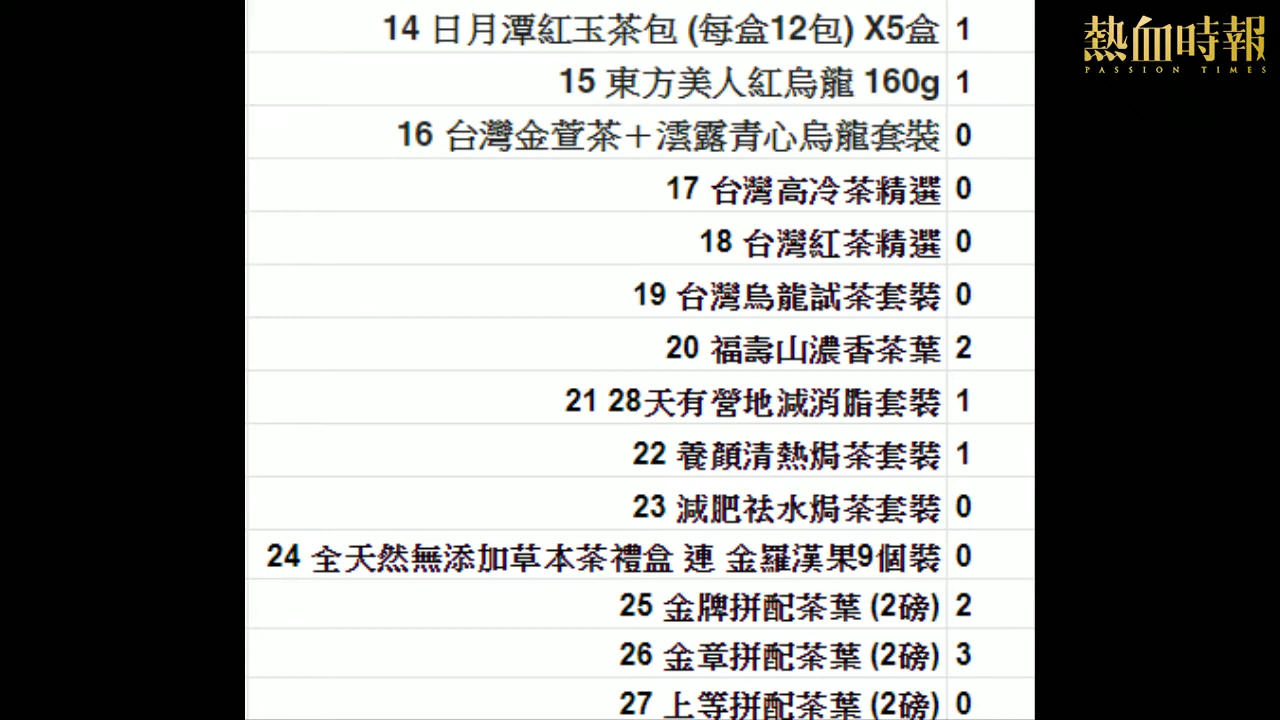 14 日月潭紅玉茶包 (每盒12包) X5盒 1
15 東方美人紅烏龍 160g 1
16 台灣金萱茶＋澐露青心烏龍套裝 0
17 台灣高冷茶精選 0
18 台灣紅茶精選 0
19 台灣烏龍試茶套裝 0
20 福壽山濃香茶葉 2
21 28天有營地減消脂套裝 1
22 養顏清熱焗茶套裝 1
23 減肥祛水焗茶套裝 0
24 全天然無添加草本茶禮盒 連 金羅漢果9個裝 0
25 金牌拼配茶葉 (2磅) 2
26 金章拼配茶葉 (2磅) 3
27 上等拼配茶葉 (2磅) 0
熱血時報
PASSION TIMES